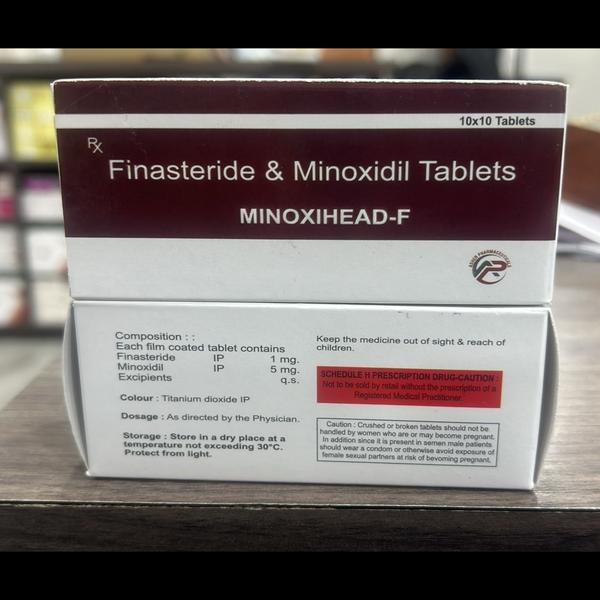 10x10 Tablets
Rx
Finasteride & Minoxidil Tablets
MINOXIHEAD-F
Composition : :
Each film coated tablet contains
Finasteride IP 1 mg.
Minoxidil IP 5 mg.
Excipients q.s.
Colour : Titanium dioxide IP
Dosage : As directed by the Physician.
Storage : Store in a dry place at a
temperature not exceeding 30°C.
Protect from light.
Keep the medicine out of sight & reach of
children.
SCHEDULE H PRESCRIPTION DRUG-CAUTION :
Not to be sold by retail without the prescription of a
Registered Medical Practitioner.
Caution : Crushed or broken tablets should not be
handled by women who are or may become pregnant.
In addition since it is present in semen male patients
should wear a condom or otherwise avoid exposure of
female sexual partners at risk of bevoming pregnant.